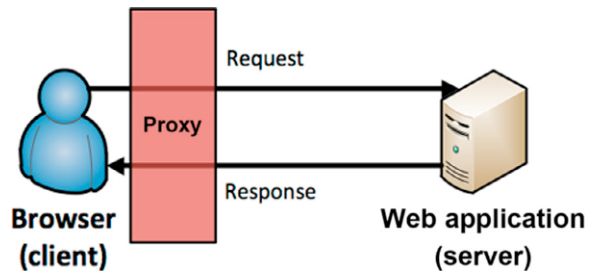 Request
Proxy
Response
Browser
(client)
Web application
(server)